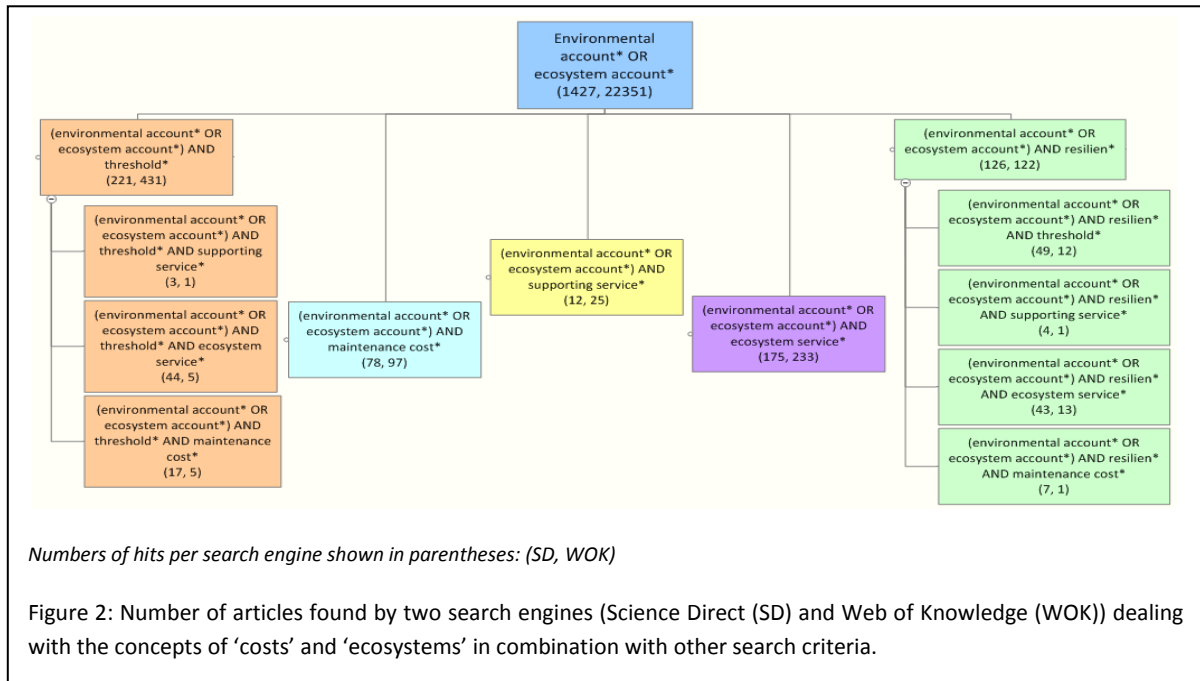 Environmental
account* OR
ecosystem account*
(1427, 22351)
(environmental account* OR
ecosystem account*) AND
threshold*
(221, 431)
(environmental account* OR
ecosystem account*) AND
threshold* AND supporting
service*
(3, 1)
(environmental account* OR
ecosystem account*) AND
threshold* AND ecosystem
service*
(44, 5)
(environmental account* OR
ecosystem account*) AND
threshold* AND maintenance
cost*
(17, 5)
(environmental account* OR
ecosystem account*) AND
maintenance cost*
(78, 97)
(environmental account* OR
ecosystem account*) AND
supporting service*
(12, 25)
(environmental account* OR
ecosystem account*) AND
ecosystem service*
(175, 233)
(environmental account* OR
ecosystem account*) AND resilien*
(126, 122)
(environmental account* OR
ecosystem account*) AND resilien*
AND threshold*
(49, 12)
(environmental account* OR
ecosystem account*) AND resilien*
AND supporting service*
(4, 1)
(environmental account* OR
ecosystem account*) AND resilien*
AND ecosystem service*
(43, 13)
(environmental account* OR
ecosystem account*) AND resilien*
AND maintenance cost*
(7, 1)
Numbers of hits per search engine shown in parentheses: (SD, WOK)
Figure 2: Number of articles found by two search engines (Science Direct (SD) and Web of Knowledge (WOK)) dealing
with the concepts of ‘costs’ and ‘ecosystems’ in combination with other search criteria.